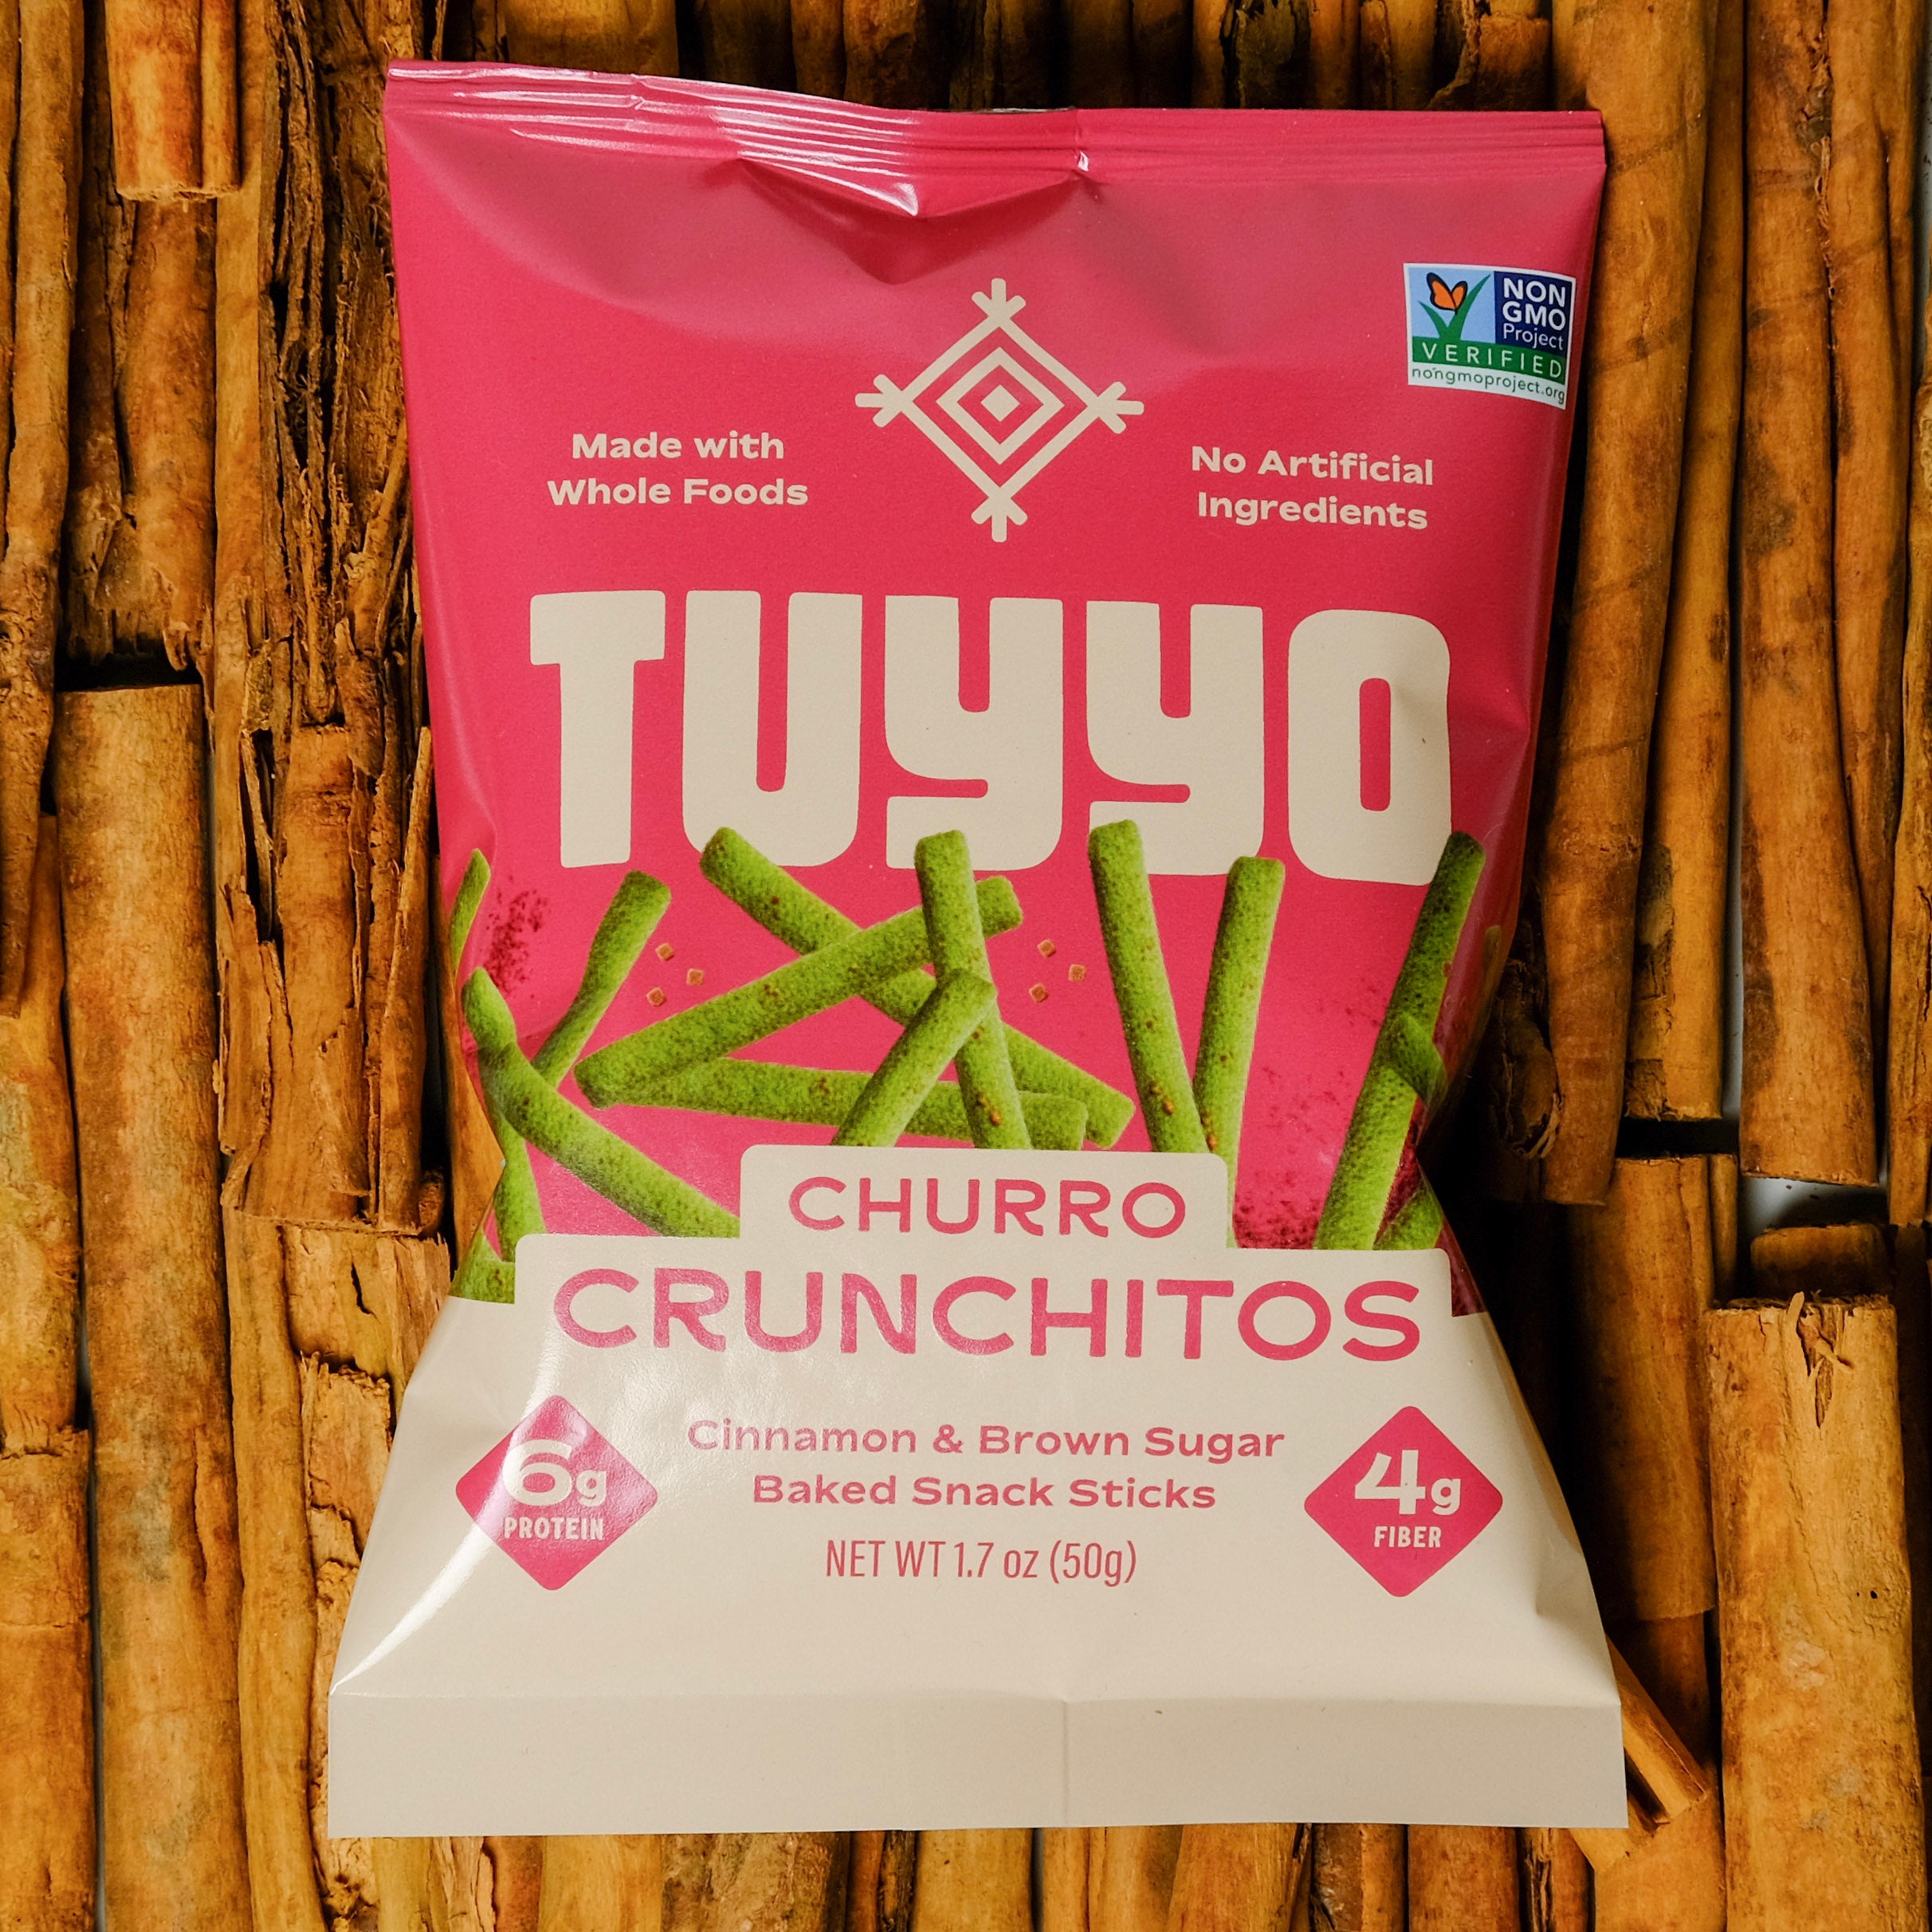 NON
GMO
Project
VERIFIED
nongmoproject.org
Made with
Whole Foods
No Artificial
Ingredients
TUYYO
CHURRO
CRUNCHITOS
Cinnamon & Brown Sugar
Baked Snack Sticks
6g
PROTEIN
4g
FIBER
NET WT 1.7 oz (50g)